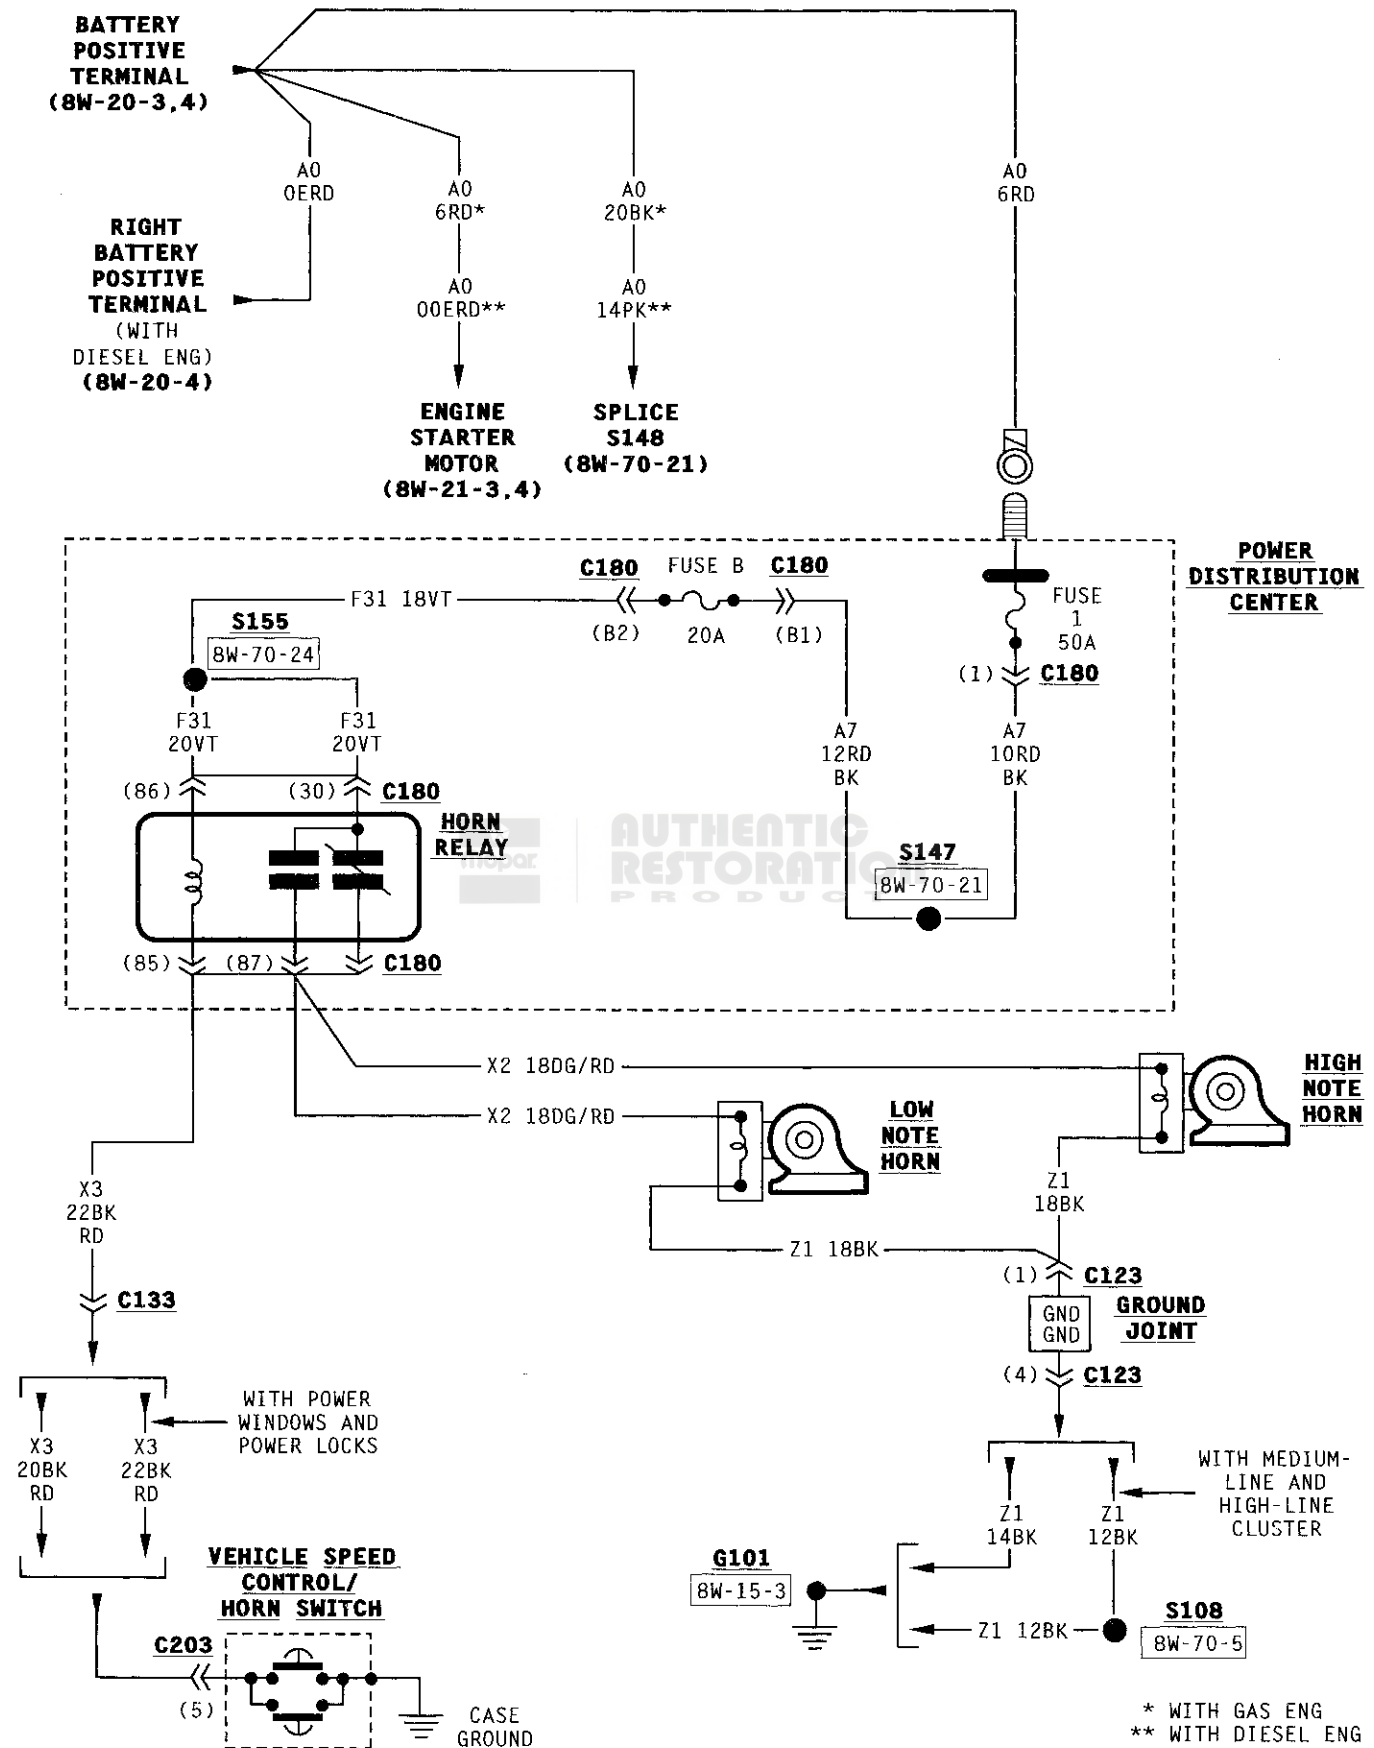 BATTERY
POSITIVE
TERMINAL
(8W-20-3,4)
A0
0ERD
A0
6RD*
A0
20BK*
A0
6RD
RIGHT
BATTERY
POSITIVE
TERMINAL
(WITH
DIESEL ENG)
(8W-20-4)
A0
00ERD**
A0
14PK**
ENGINE
STARTER
MOTOR
(8W-21-3,4)
SPLICE
S148
(8W-70-21)
POWER
DISTRIBUTION
CENTER
C180
FUSE B
C180
F31 18VT
(B2)
20A
(B1)
FUSE
1
50A
(1)
C180
S155
8W-70-24
F31
20VT
F31
20VT
A7
12RD
BK
A7
10RD
BK
(86)
(30)
C180
HORN
RELAY
mopar
AUTHENTIC
RESTORATION
PRODUCT
S147
8W-70-21
(85)
(87)
C180
X2 18DG/RD
HIGH
NOTE
HORN
X2 18DG/RD
LOW
NOTE
HORN
X3
22BK
RD
Z1
18BK
Z1 18BK
(1)
C123
GND
GND
GROUND
JOINT
C133
(4)
C123
WITH POWER
WINDOWS AND
POWER LOCKS
X3
20BK
RD
X3
22BK
RD
WITH MEDIUM-
LINE AND
HIGH-LINE
CLUSTER
Z1
14BK
Z1
12BK
VEHICLE SPEED
CONTROL/
HORN SWITCH
G101
8W-15-3
Z1 12BK
S108
8W-70-5
C203
(5)
CASE
GROUND
* WITH GAS ENG
** WITH DIESEL ENG